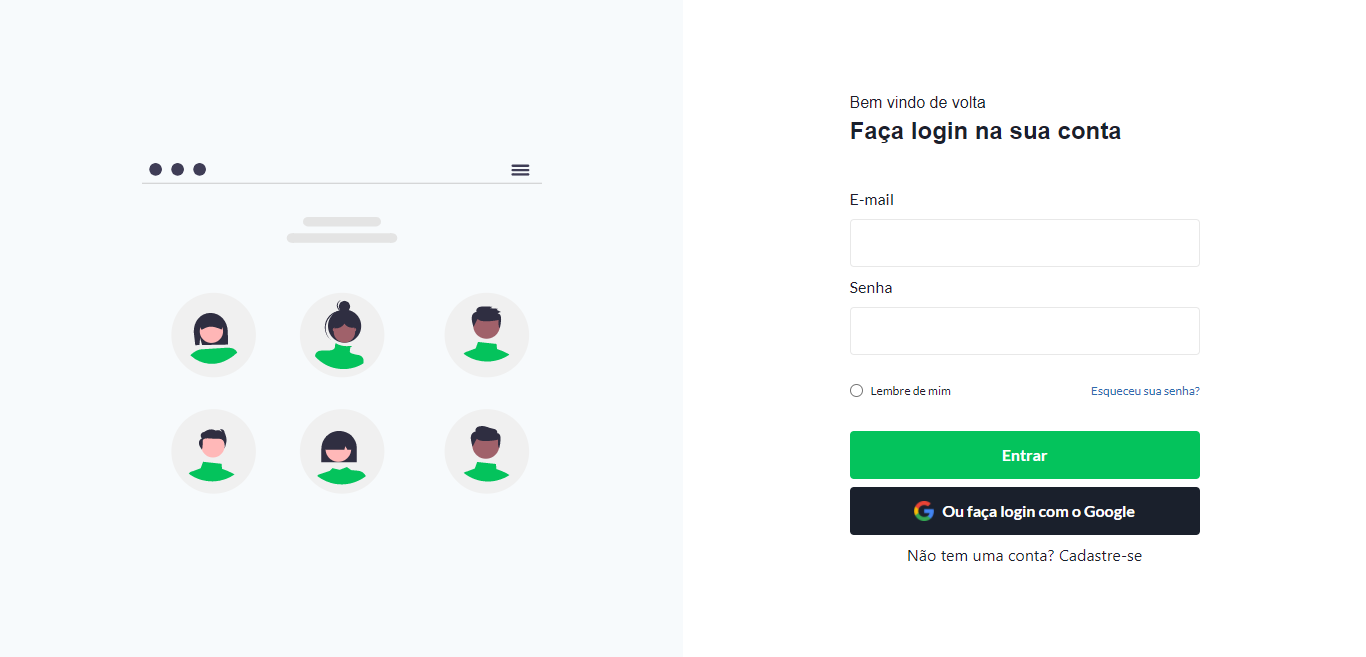 Bem vindo de volta
Faça login na sua conta
E-mail
Senha
Lembre de mim
Esqueceu sua senha?
Entrar
Ou faça login com o Google
Não tem uma conta? Cadastre-se